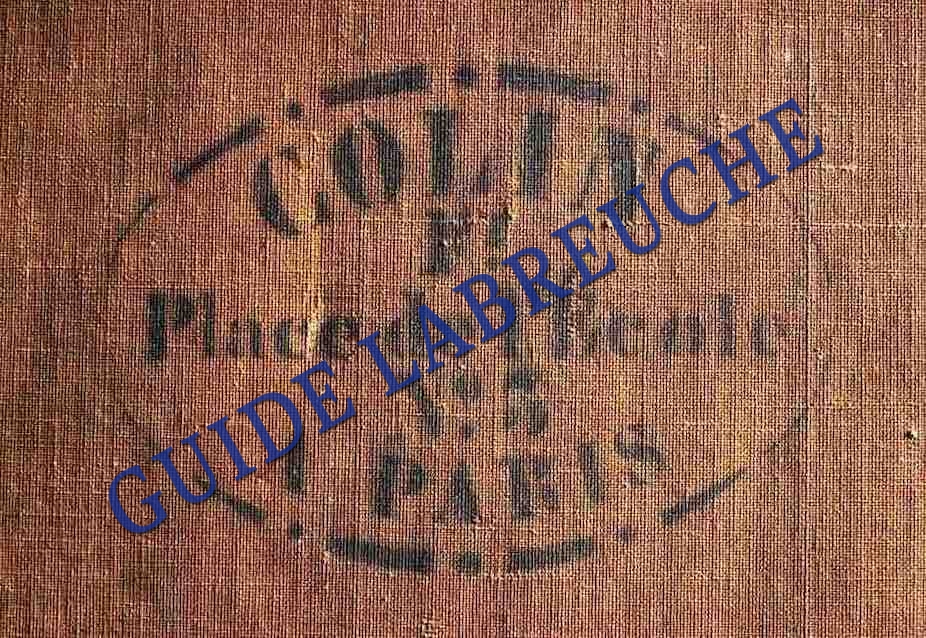 COLIN
Place de l'Ecole
PARIS
GUIDE LABREUCHE